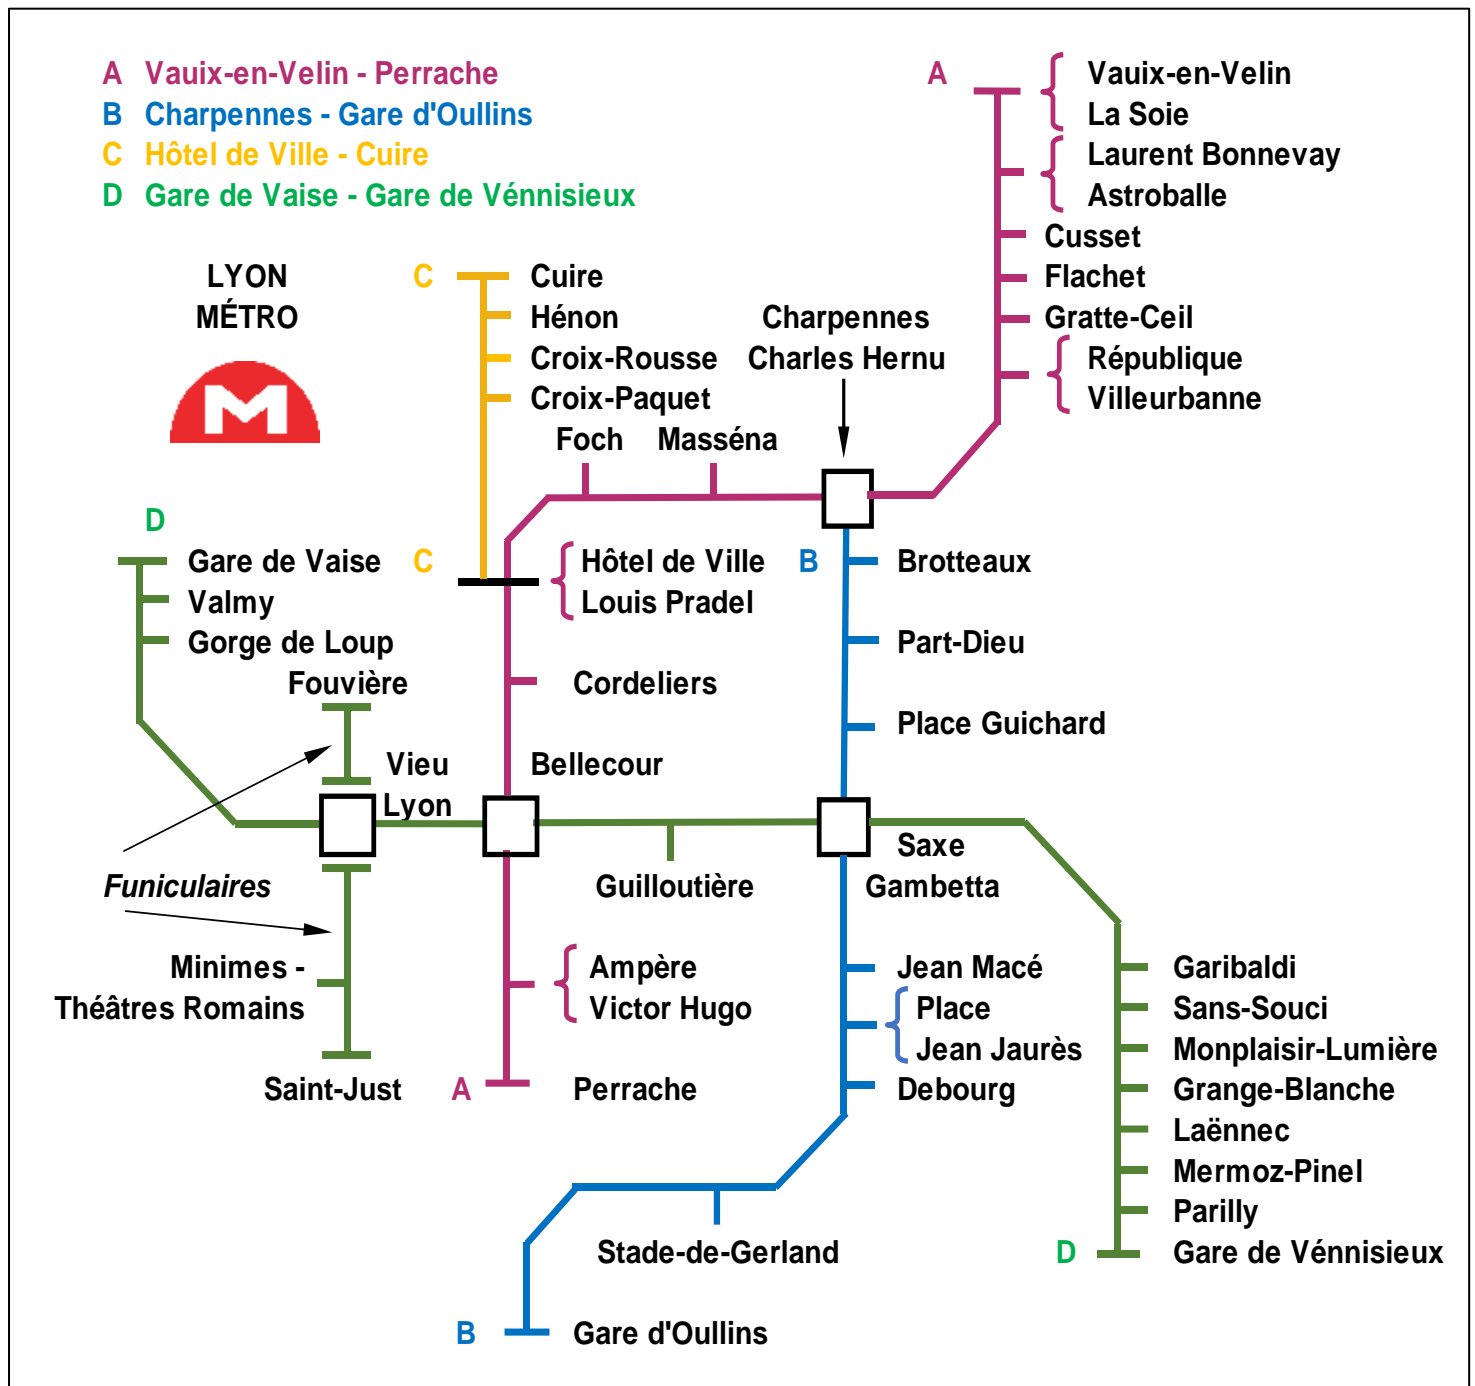 A Vauix-en-Velin - Perrache
B Charpennes - Gare d'Oullins
C Hôtel de Ville - Cuire
D Gare de Vaise - Gare de Vénnisieux
LYON
MÉTRO
M
A
Vauix-en-Velin
La Soie
Laurent Bonnevay
Astroballe
Cusset
Flachet
Gratte-Ceil
République
Villeurbanne
C
Cuire
Hénon
Croix-Rousse
Croix-Paquet
Charpennes
Charles Hernu
Foch
Masséna
D
Gare de Vaise
Valmy
Gorge de Loup
Fouvière
C
Hôtel de Ville
Louis Pradel
Cordeliers
B
Brotteaux
Part-Dieu
Place Guichard
Vieu
Lyon
Bellecour
Saxe
Gambetta
Guilloutière
Funiculaires
Minimes -
Théâtres Romains
Saint-Just
Ampère
Victor Hugo
A
Perrache
Jean Macé
Place
Jean Jaurès
Debourg
Stade-de-Gerland
B
Gare d'Oullins
Garibaldi
Sans-Souci
Monplaisir-Lumière
Grange-Blanche
Laënnec
Mermoz-Pinel
Parilly
D
Gare de Vénnisieux